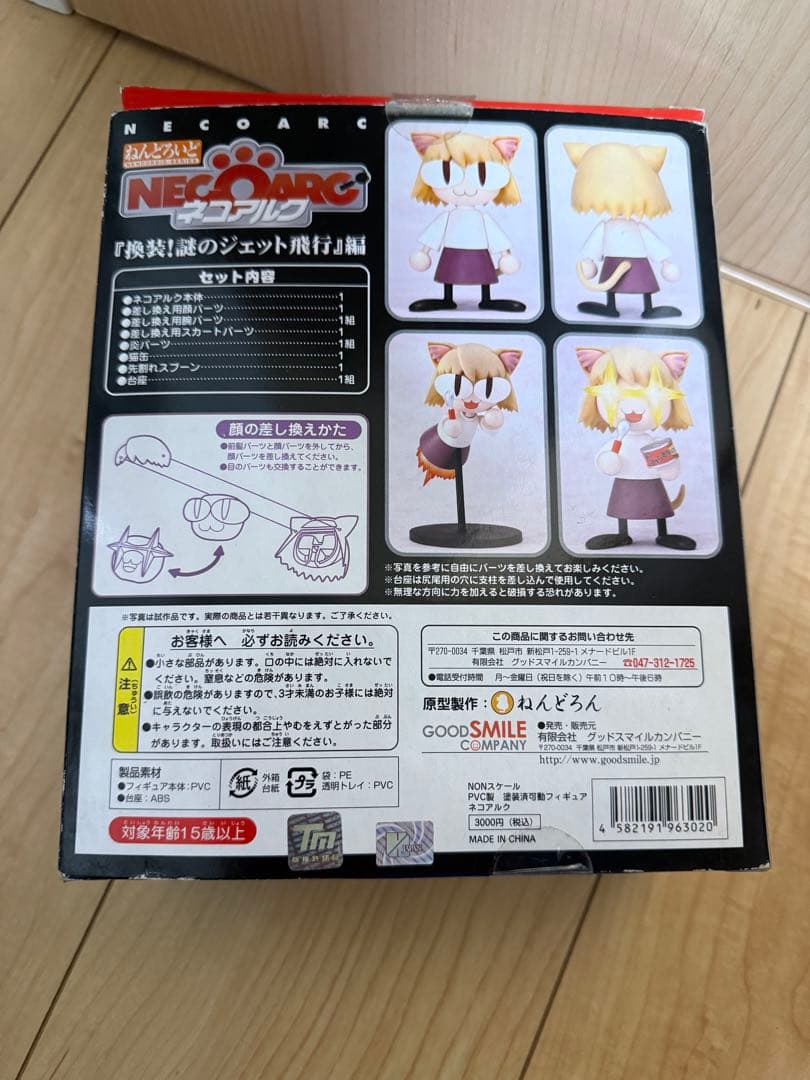 NECOARC
ねんどろいど
NENDOROID SERIES
NECOARC
ネコアルク
『換装!謎のジェット飛行』編
セット内容
●ネコアルク本体……………………1
●差し換え用顔パーツ………………1
●差し換え用腕パーツ………………1組
●差し換え用スカートパーツ………1
●炎パーツ……………………………1組
●猫缶…………………………………1
●先割れスプーン……………………1
●台座…………………………………1組
顔の差し換えかた
●前髪パーツと顔パーツを外してから、
顔パーツを差し換えてください。
●目のパーツも交換することができます。
※写真を参考に自由にパーツを差し換えてお楽しみください。
※台座は尻尾用の穴に支柱を差し込んで使用してください。
※無理な方向に力を加えると破損する恐れがあります。
※写真は試作品です。実際の商品とは若干異なります。ご了承ください。
注意
(ちゅうい)
お客様へ 必ずお読みください。
●小さな部品があります。口の中には絶対に入れないで
ください。窒息などの危険があります。
●誤飲の危険がありますので、3才未満のお子様には絶対
に与えないでください。
●キャラクターの表現の都合上やむをえずとがった部分
があります。取扱いにはご注意ください。
製品素材
●フィギュア本体:PVC
●台座:ABS
紙
外箱
台紙
プラ
袋:PE
透明トレイ:PVC
対象年齢15歳以上
TM
この商品に関するお問い合わせ先
〒270-0034 千葉県 松戸市 新松戸1-259-1 メナードビル1F
有限会社 グッドスマイルカンパニー ☎047-312-1725
●電話受付時間 月~金曜日(祝日を除く)午前10時~午後6時
原型製作:ねんどろん
GOODSMILE
COMPANY
●発売・販売元
有限会社 グッドスマイルカンパニー
〒270-0034 千葉県 松戸市 新松戸1-259-1 メナードビル1F
http://www.goodsmile.jp
NONスケール
PVC製 塗装済可動フィギュア
ネコアルク
3000円(税込)
MADE IN CHINA
4 582191 963020